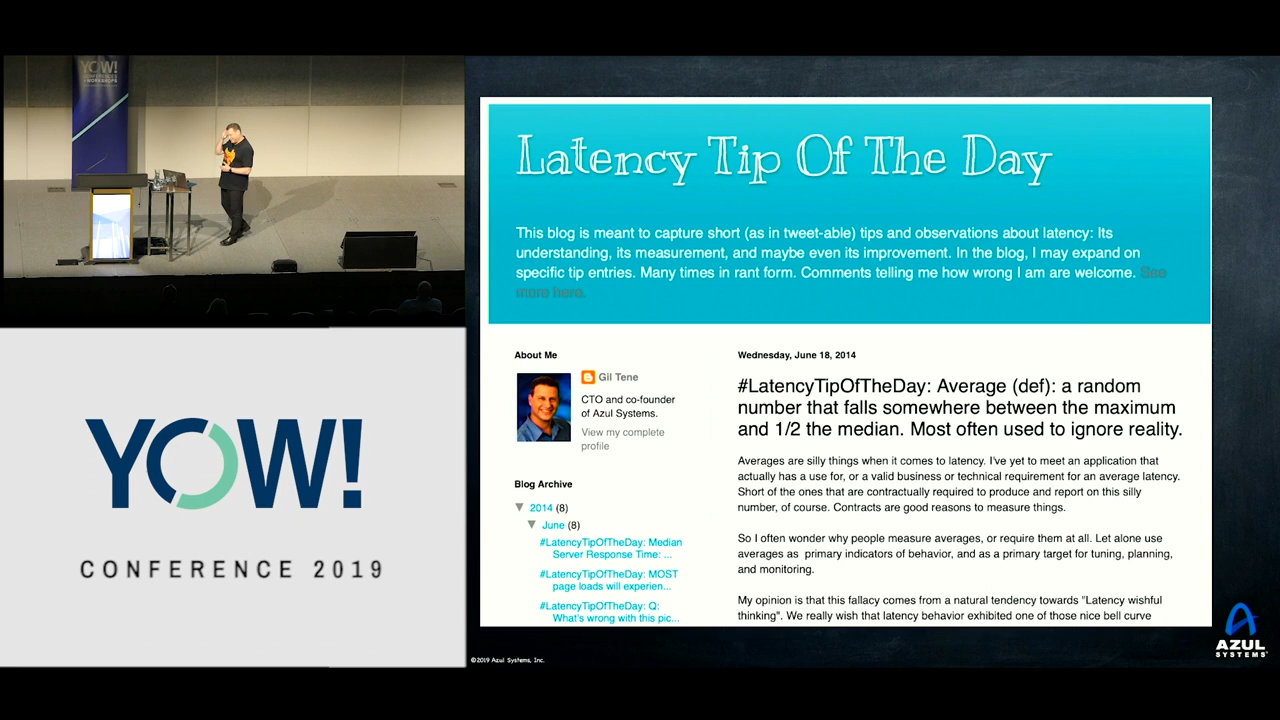 YOW!
CONFERENCES
& WORKSHOPS
YOW!
CONFERENCE 2019
Latency Tip Of The Day
This blog is meant to capture short (as in tweet-able) tips and observations about latency: Its
understanding, its measurement, and maybe even its improvement. In the blog, I may expand on
specific tip entries. Many times in rant form. Comments telling me how wrong I am are welcome. See
more here.
About Me
Gil Tene
CTO and co-founder
of Azul Systems.
View my complete
profile
Blog Archive
▼ 2014 (8)
▼ June (8)
#LatencyTipOfTheDay: Median
Server Response Time: ...
#LatencyTipOfTheDay: MOST
page loads will experien...
#LatencyTipOfTheDay: Q:
What's wrong with this pic...
Wednesday, June 18, 2014
#LatencyTipOfTheDay: Average (def): a random
number that falls somewhere between the maximum
and 1/2 the median. Most often used to ignore reality.
Averages are silly things when it comes to latency. I've yet to meet an application that
actually has a use for, or a valid business or technical requirement for an average latency.
Short of the ones that are contractually required to produce and report on this silly
number, of course. Contracts are good reasons to measure things.
So I often wonder why people measure averages, or require them at all. Let alone use
averages as primary indicators of behavior, and as a primary target for tuning, planning,
and monitoring.
My opinion is that this fallacy comes from a natural tendency towards "Latency wishful
thinking". We really wish that latency behavior exhibited one of those nice bell curve
©2019 Azul Systems, Inc.
AZUL
SYSTEMS